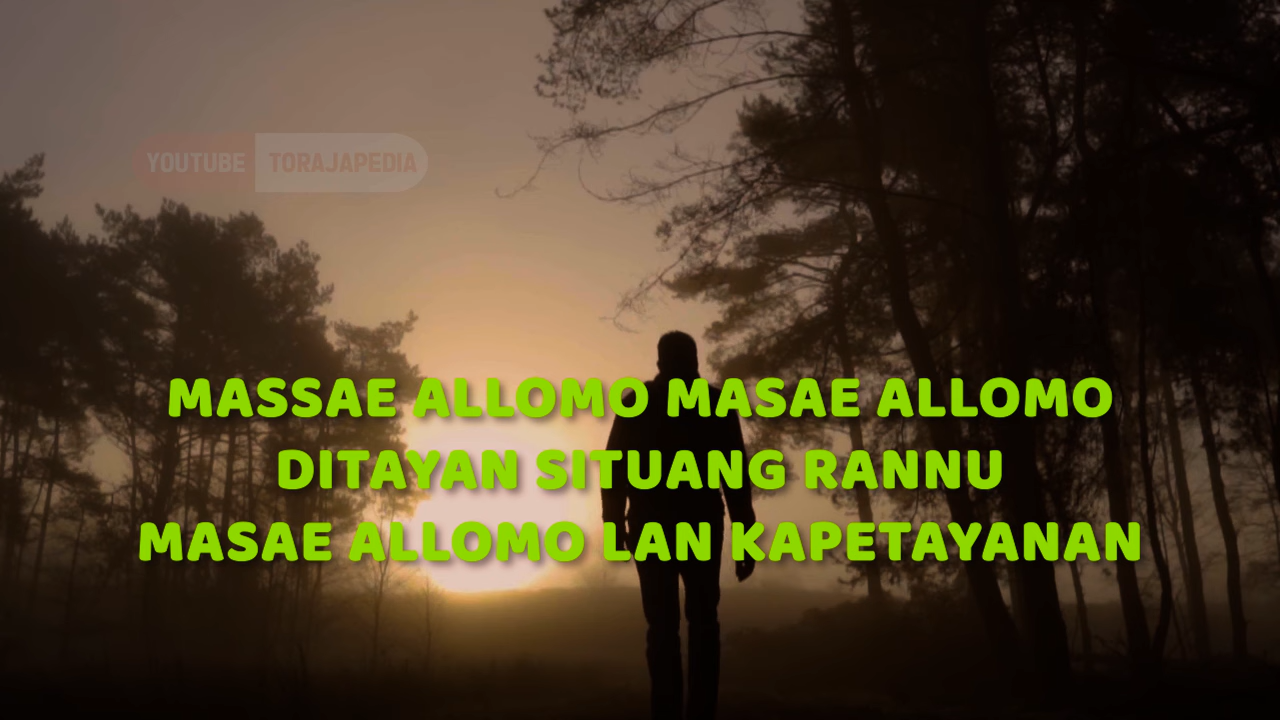 YOUTUBE TORAJAPEDIA
MASSAE ALLOMO MASAE ALLOMO
DITAYAN SITUANG RANNU
MASAE ALLOMO LAN KAPETAYANAN